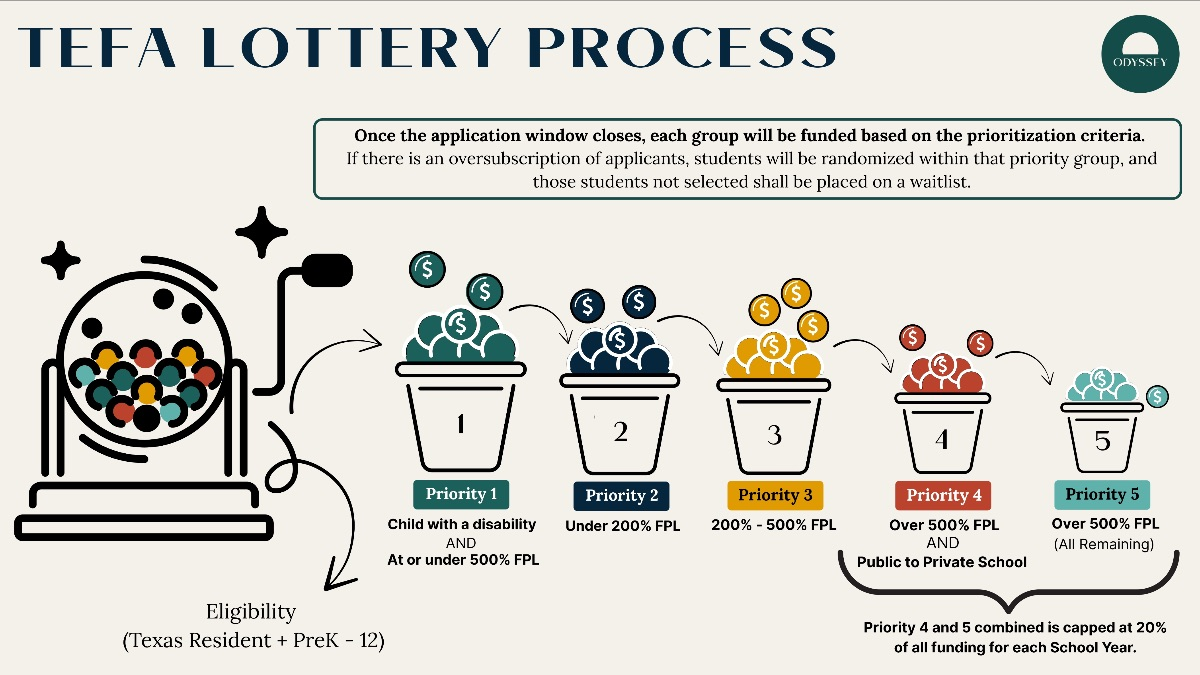 TEFA LOTTERY PROCESS
ODYSSEY
Once the application window closes, each group will be funded based on the prioritization criteria.
If there is an oversubscription of applicants, students will be randomized within that priority group, and
those students not selected shall be placed on a waitlist.
$ $ $
$ $ $
$ $ $ $
$ $ $
$ $
1
2
3
4
5
Priority 1
Child with a disability
AND
At or under 500% FPL
Priority 2
Under 200% FPL
Priority 3
200% - 500% FPL
Priority 4
Over 500% FPL
AND
Public to Private School
Priority 5
Over 500% FPL
(All Remaining)
Eligibility
(Texas Resident + PreK - 12)
Priority 4 and 5 combined is capped at 20%
of all funding for each School Year.